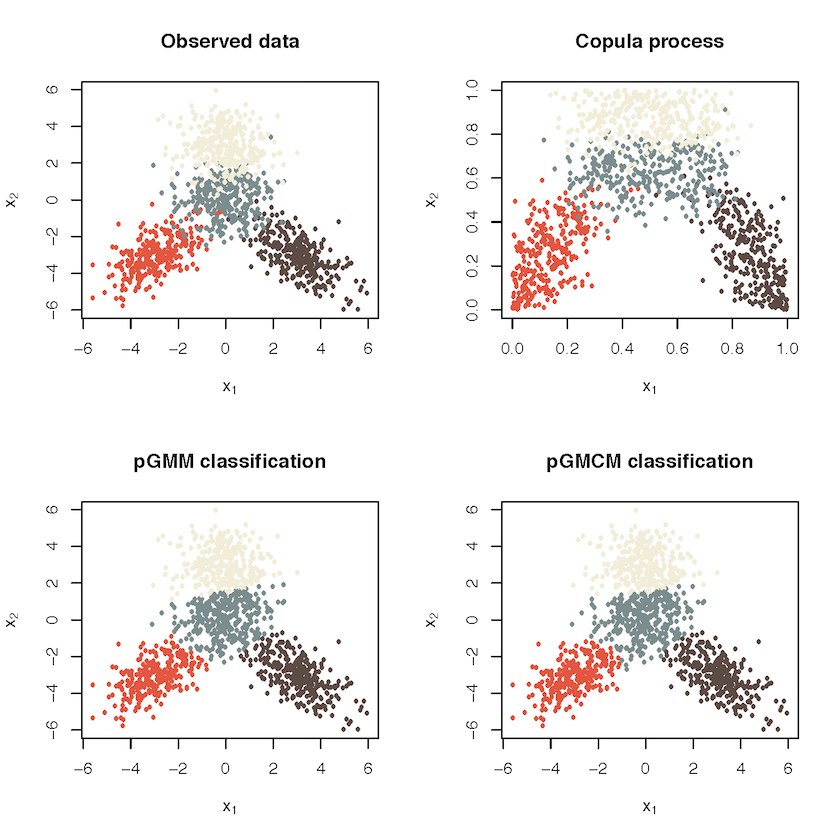 Observed data
Copula process
6
4
2
0
−2
−4
−6
x2
−6 −4 −2 0 2 4 6
x1
1.0
0.8
0.6
0.4
0.2
0.0
x2
0.0 0.2 0.4 0.6 0.8 1.0
x1
pGMM classification
pGMCM classification
6
4
2
0
−2
−4
−6
x2
−6 −4 −2 0 2 4 6
x1
6
4
2
0
−2
−4
−6
x2
−6 −4 −2 0 2 4 6
x1